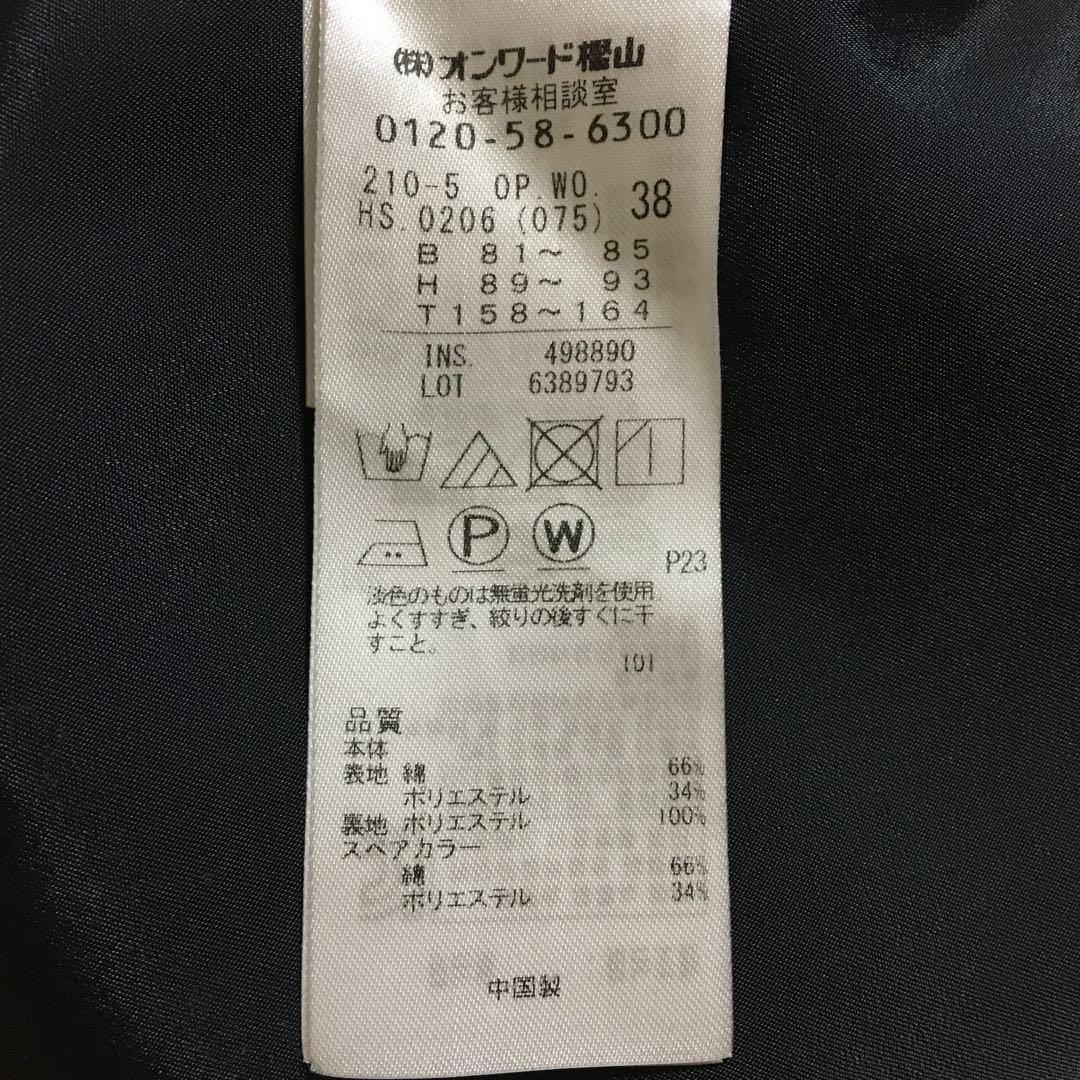 (株)オンワード樫山
お客様相談室
0120-58-6300
210-5 OP.WO. 38
HS.0206 (075)
B 81〜 85
H 89〜 93
T158〜164
INS. 498890
LOT 6389793
P W P23
淡色のものは無蛍光洗剤を使用。
よくすすぎ、絞りの後すぐに干
すこと。
101
品質
本体
表地 綿 66%
ポリエステル 34%
裏地 ポリエステル 100%
スペアカラー
綿 66%
ポリエステル 34%
中国製